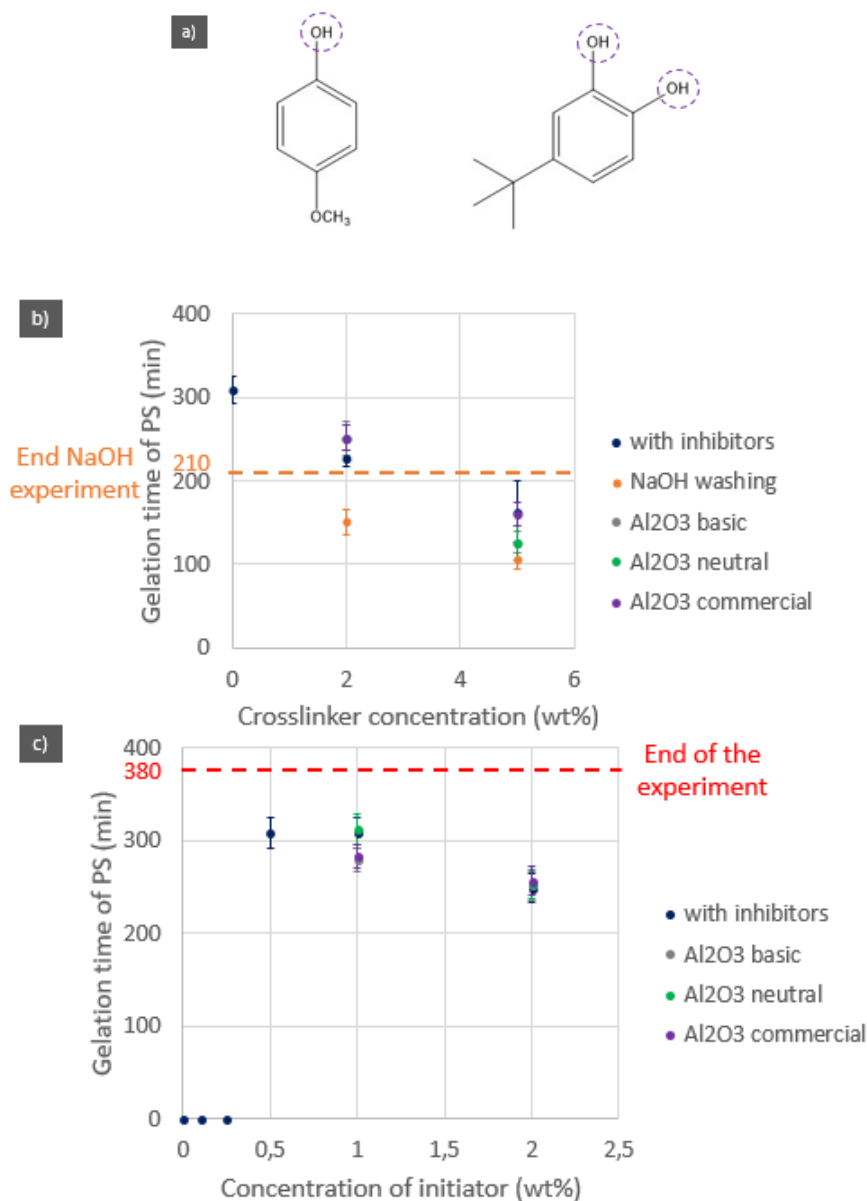 a)
OH
OCH₃
OH
OH
b)
Gelation time of PS (min)
400
300
200
100
0
End NaOH
experiment
210
0
2
4
6
Crosslinker concentration (wt%)
with inhibitors
NaOH washing
Al2O3 basic
Al2O3 neutral
Al2O3 commercial
c)
Gelation time of PS (min)
400
380
300
200
100
0
End of the
experiment
0
0,5
1
1,5
2
2,5
Concentration of initiator (wt%)
with inhibitors
Al2O3 basic
Al2O3 neutral
Al2O3 commercial